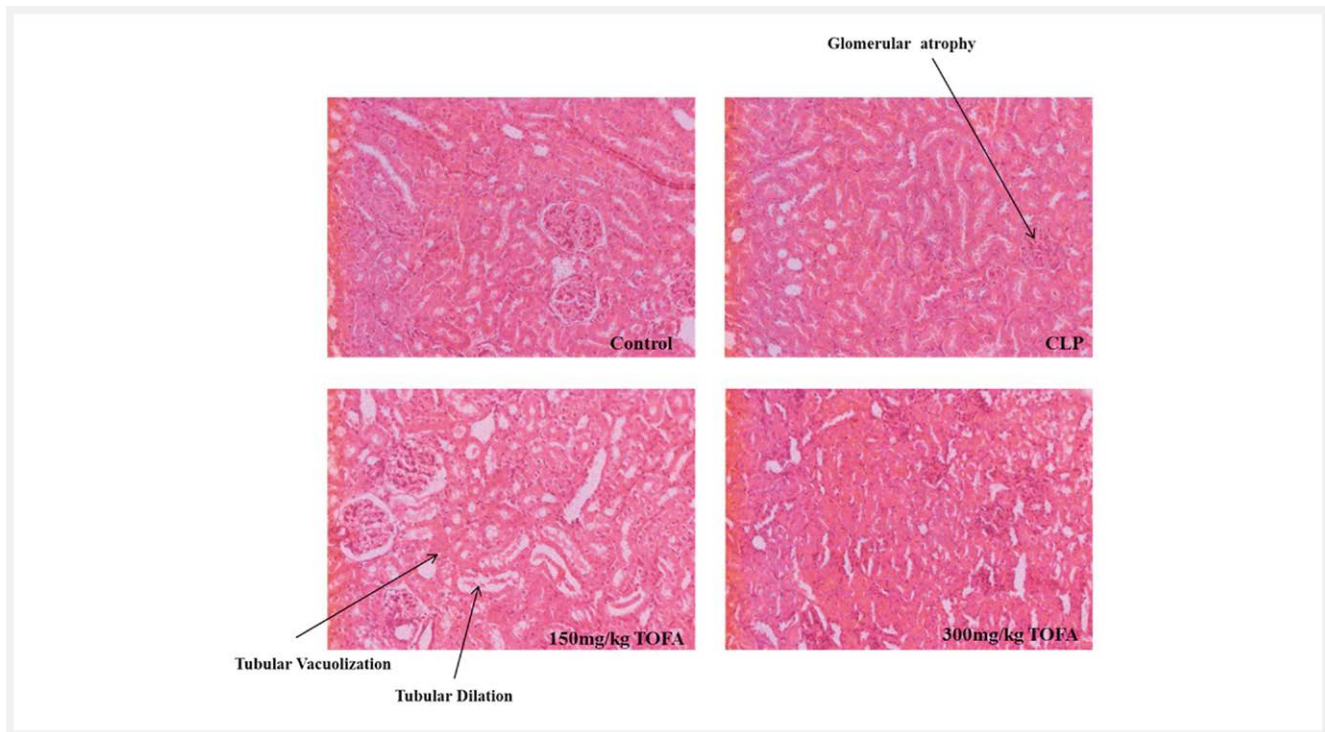 Glomerular atrophy
Control
CLP
150mg/kg TOFA
300mg/kg TOFA
Tubular Vacuolization
Tubular Dilation